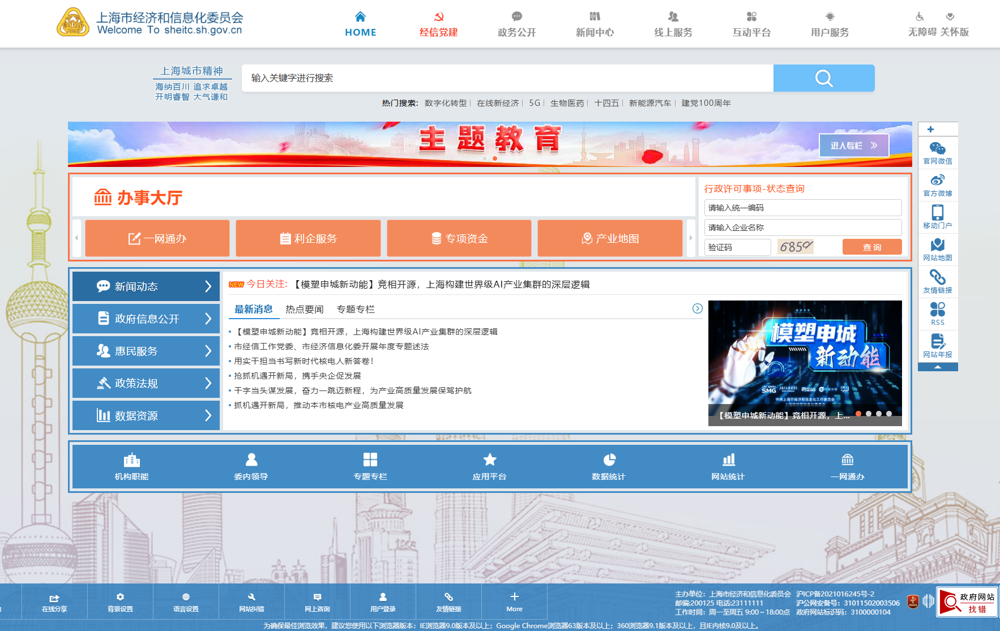 上海市经济和信息化委员会
Welcome To sheitc.sh.gov.cn
HOME
经信党建
政务公开
新闻中心
线上服务
互动平台
用户服务
无障碍 关怀版
上海城市精神
海纳百川 追求卓越
开明睿智 大气谦和
输入关键字进行搜索
热门搜索: 数字化转型 | 在线新经济 | 5G | 生物医药 | 十四五 | 新能源汽车 | 建党100周年
主题教育
进入专栏
办事大厅
一网通办
利企服务
专项资金
产业地图
行政许可事项-状态查询
请输入统一编码
请输入企业名称
验证码
查 询
官网微信
官方微博
移动门户
网站地图
友情链接
RSS
网站年报
新闻动态
政府信息公开
惠民服务
政策法规
数据资源
NEW 今日关注: 【模塑申城新动能】竞相开源，上海构建世界级AI产业集群的深层逻辑
最新消息 热点要闻 专题专栏
【模塑申城新动能】竞相开源，上海构建世界级AI产业集群的深层逻辑
市经信工作党委、市经济信息化委开展年度专题述法
用实干担当书写新时代核电人新答卷！
抢抓机遇开新局，携手央企促发展
干字当头谋发展，奋力一跳迈新程，为产业高质量发展保驾护航
抓机遇开新局，推动本市核电产业高质量发展
模塑申城
新动能
100%
SMG
中共上海市经济和信息化工作委员会
上海市经济和信息化委员会
【模塑申城新动能】竞相开源，上...
机构职能
委内领导
专题专栏
应用平台
数据统计
网站统计
一网通办
在线分享
背景设置
语言设置
网站纠错
网上咨询
用户登录
友情链接
More
主办单位：上海市经济和信息化委员会 沪ICP备2021016245号-2
邮编:200125 电话:23111111 沪公网安备号：31011502003506
工作时间：周一至周五 9:00～18:00点 政府网站标识码：3100000104
政府网站
找错
为确保最佳浏览效果，建议您使用以下浏览器版本：IE浏览器9.0版本及以上；Google Chrome浏览器63版本及以上；360浏览器9.1版本及以上，且IE内核9.0及以上。